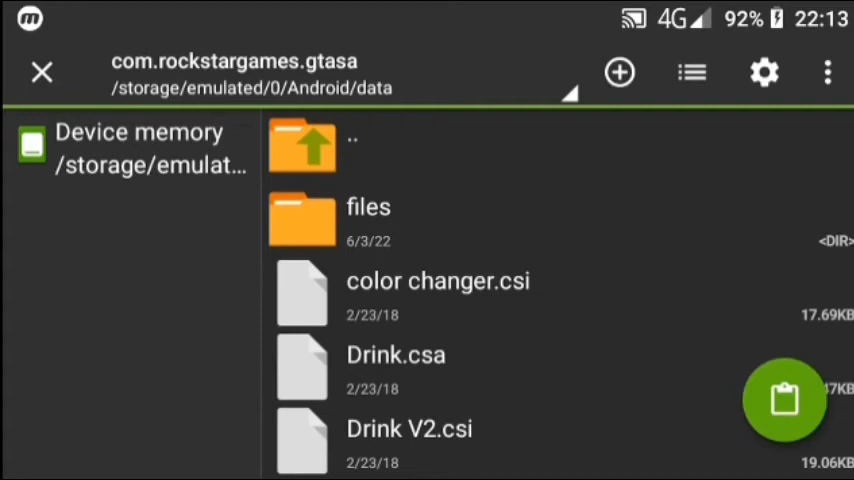 4G 92% 22:13
com.rockstargames.gtasa
/storage/emulated/0/Android/data
Device memory
/storage/emulat...
..
files
6/3/22 <DIR>
color changer.csi
2/23/18 17.69KB
Drink.csa
2/23/18 47KB
Drink V2.csi
2/23/18 19.06KB